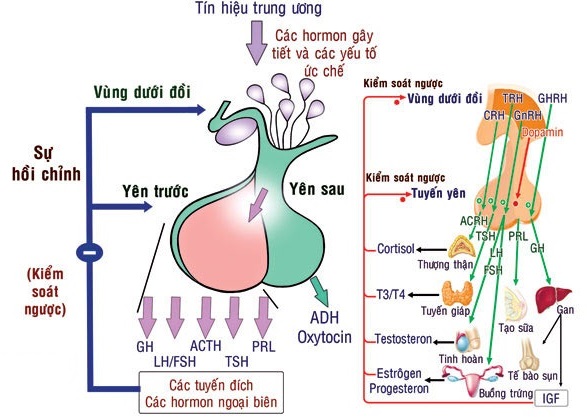 Tín hiệu trung ương
Các hormon gây
tiết và các yếu tố
ức chế
Vùng dưới đồi
Sự
hồi chỉnh
Yên trước
Yên sau
(Kiểm
soát
ngược)
ADH
Oxytocin
GH
LH/FSH
ACTH
TSH
PRL
Các tuyến đích
Các hormon ngoại biên
Kiểm soát ngược
Vùng dưới đồi
TRH
GHRH
CRH
GnRH
Dopamin
Kiểm soát ngược
Tuyến yên
ACRH
TSH
PRL
LH
GH
FSH
Cortisol
Thượng thận
T3/T4
Tuyến giáp
Tạo sữa
Gan
Testosteron
Tinh hoàn
Tế bào sụn
Estrôgen
Progesteron
Buồng trứng
IGF